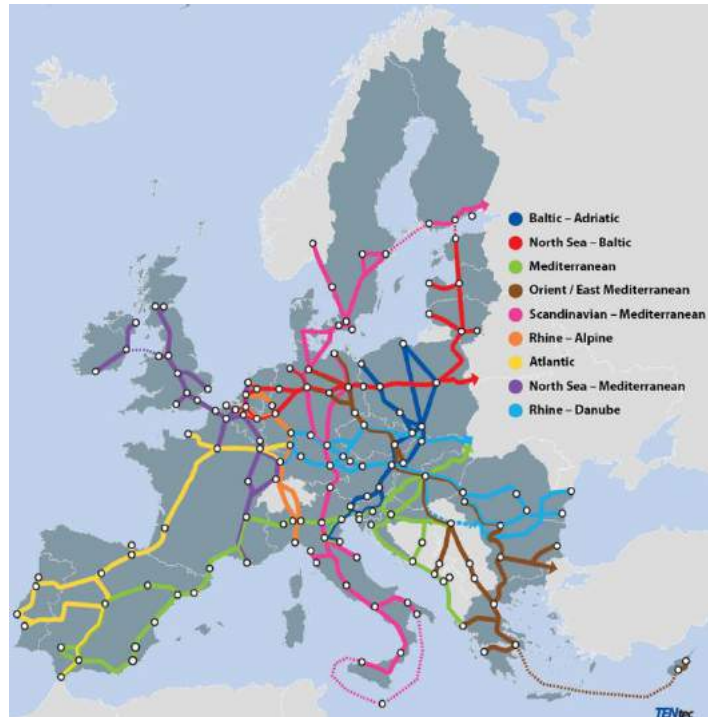 Baltic – Adriatic
North Sea – Baltic
Mediterranean
Orient / East Mediterranean
Scandinavian – Mediterranean
Rhine – Alpine
Atlantic
North Sea – Mediterranean
Rhine – Danube
TENtec